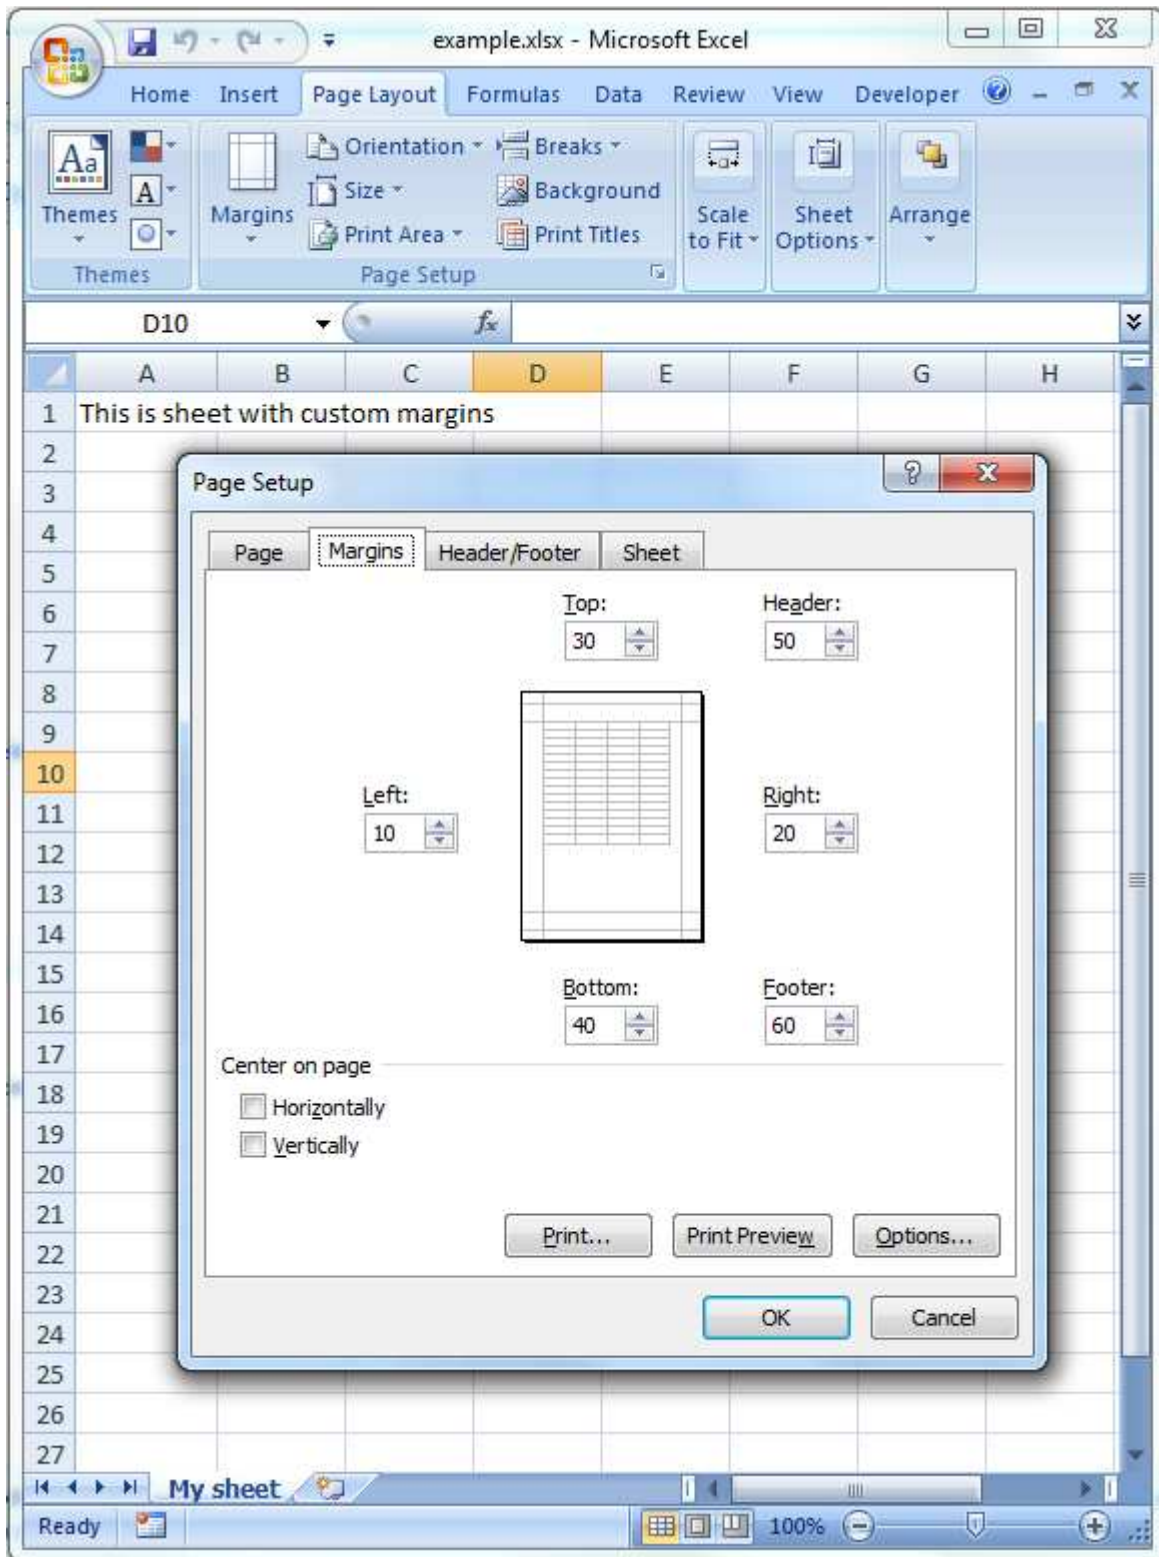 example.xlsx - Microsoft Excel
Home Insert Page Layout Formulas Data Review View Developer
Aa Orientation Breaks
A Size Background
Themes Margins Print Area Print Titles Scale to Fit Sheet Options Arrange
Themes Page Setup
D10 fx
A B C D E F G H
1 This is sheet with custom margins
2
3
4
5
6
7
8
9
10
11
12
13
14
15
16
17
18
19
20
21
22
23
24
25
26
27
Page Setup ?
Page Margins Header/Footer Sheet
Top: Header:
30 50
Left: Right:
10 20
Bottom: Footer:
40 60
Center on page
Horizontally
Vertically
Print... Print Preview Options...
OK Cancel
My sheet
Ready 100%